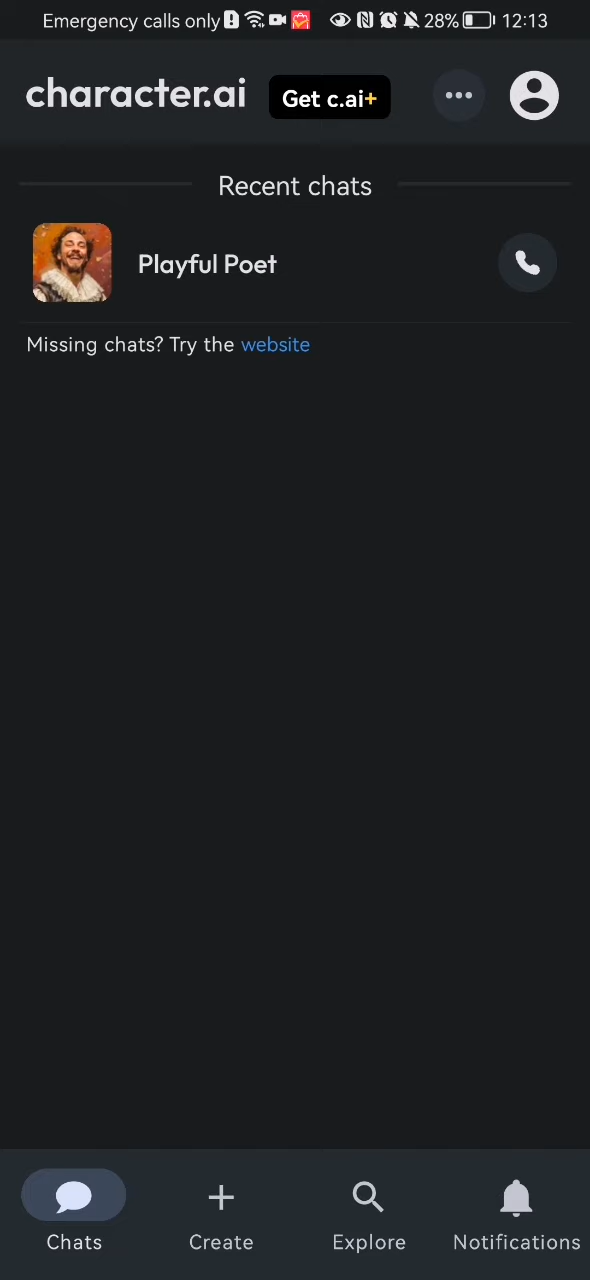 Emergency calls only 28% 12:13
character.ai Get c.ai+
Recent chats
Playful Poet
Missing chats? Try the website
Chats Create Explore Notifications